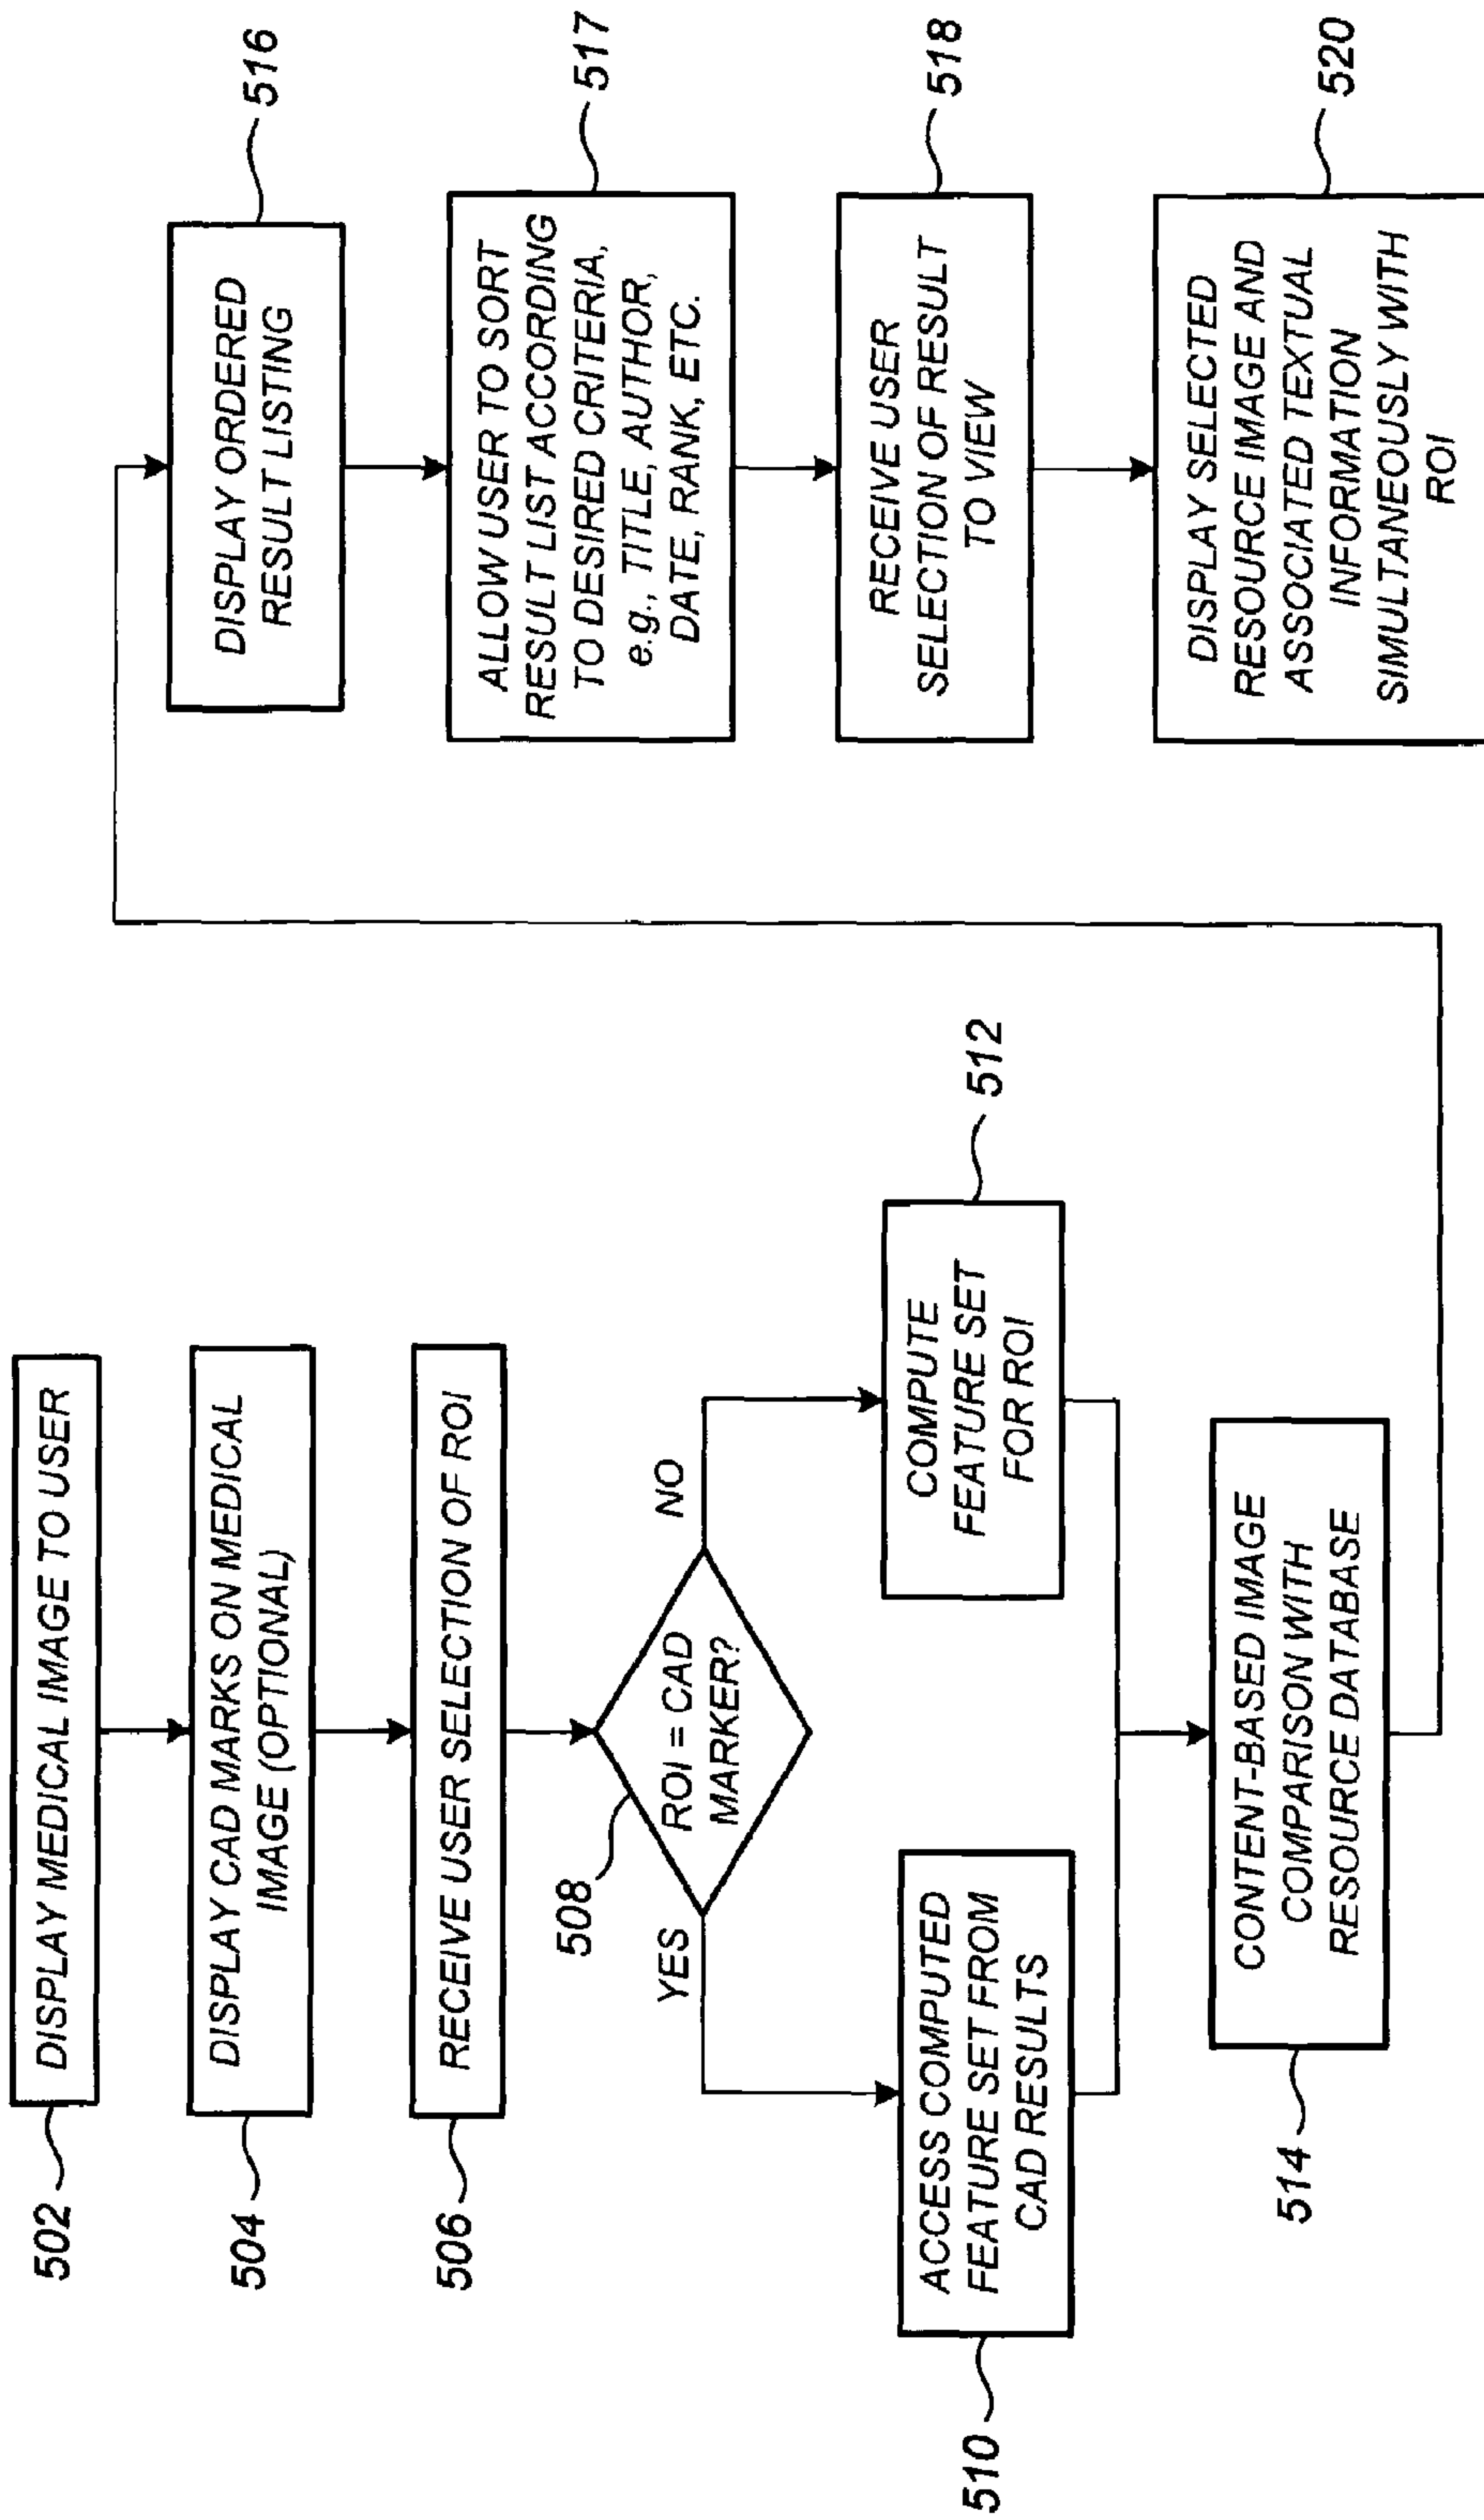 502
DISPLAY MEDICAL IMAGE TO USER
504
DISPLAY CAD MARKS ON MEDICAL
IMAGE (OPTIONAL)
506
RECEIVE USER SELECTION OF ROI
508
ROI = CAD
MARKER?
YES
NO
510
ACCESS COMPUTED
FEATURE SET FROM
CAD RESULTS
COMPUTE
FEATURE SET
FOR ROI
512
514
CONTENT-BASED IMAGE
COMPARISON WITH
RESOURCE DATABASE
DISPLAY ORDERED
RESULT LISTING
516
ALLOW USER TO SORT
RESULT LIST ACCORDING
TO DESIRED CRITERIA,
e.g., TITLE, AUTHOR,
DATE, RANK, ETC.
517
RECEIVE USER
SELECTION OF RESULT
TO VIEW
518
DISPLAY SELECTED
RESOURCE IMAGE AND
ASSOCIATED TEXTUAL
INFORMATION
SIMULTANEOUSLY WITH
ROI
520